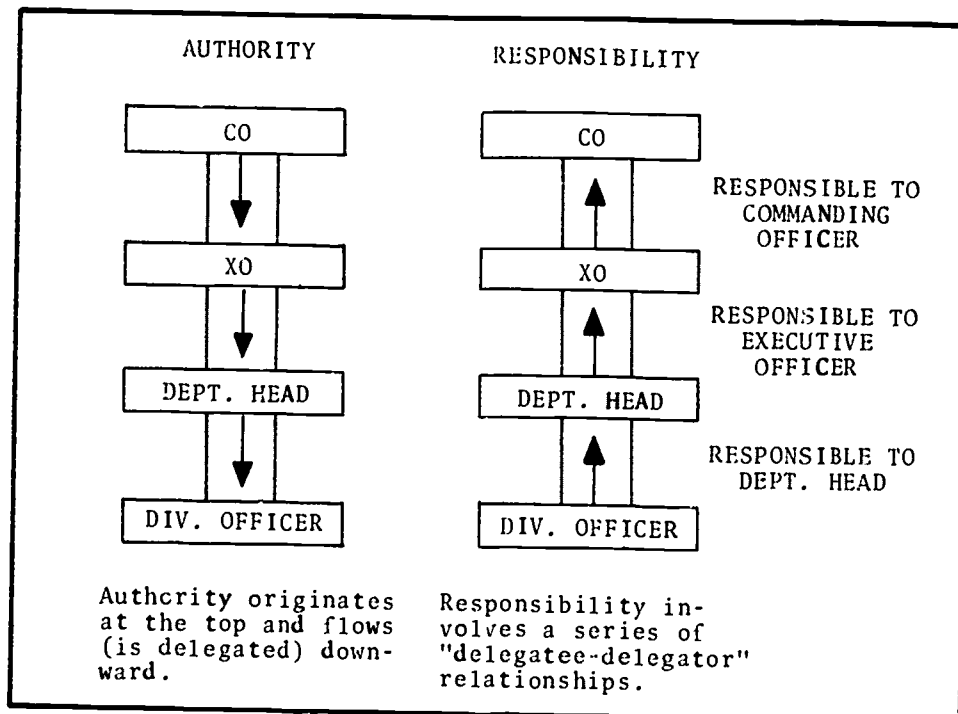 AUTHORITY
CO
XO
DEPT. HEAD
DIV. OFFICER
Authority originates
at the top and flows
(is delegated) down-
ward.
RESPONSIBILITY
CO
RESPONSIBLE TO
COMMANDING
OFFICER
XO
RESPONSIBLE TO
EXECUTIVE
OFFICER
DEPT. HEAD
RESPONSIBLE TO
DEPT. HEAD
DIV. OFFICER
Responsibility in-
volves a series of
"delegatee-delegator"
relationships.